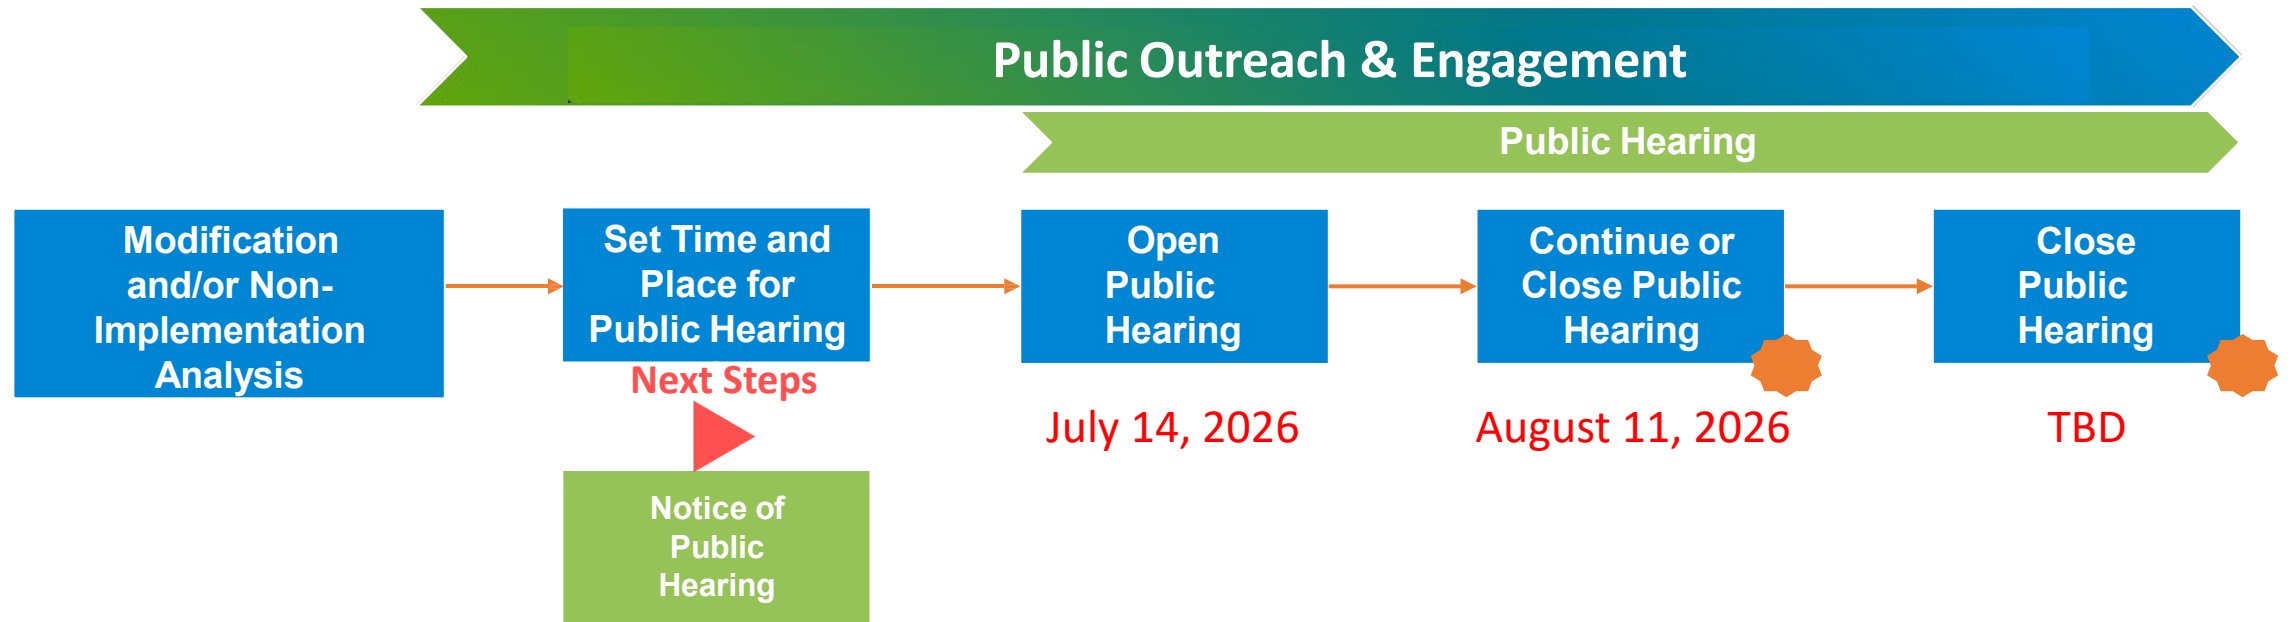 Public Outreach & Engagement
Public Hearing
Modification
and/or Non-
Implementation
Analysis
Set Time and
Place for
Public Hearing
Next Steps
Notice of
Public
Hearing
Open
Public
Hearing
July 14, 2026
Continue or
Close Public
Hearing
August 11, 2026
Close
Public
Hearing
TBD